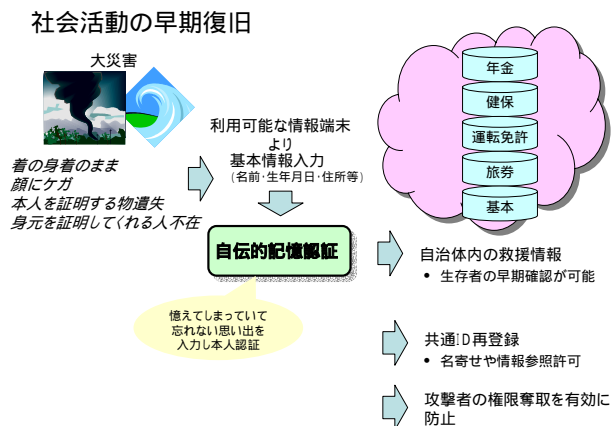 社会活動の早期復旧
大災害
着の身着のまま
顔にケガ
本人を証明する物遺失
身元を証明してくれる人不在
利用可能な情報端末
より
基本情報入力
(名前・生年月日・住所等)
自伝的記憶認証
憶えてしまっていて
忘れない思い出を
入力し本人認証
年金
健保
運転免許
旅券
基本
自治体内の救援情報
• 生存者の早期確認が可能
共通ID再登録
• 名寄せや情報参照許可
攻撃者の権限奪取を有効に
防止